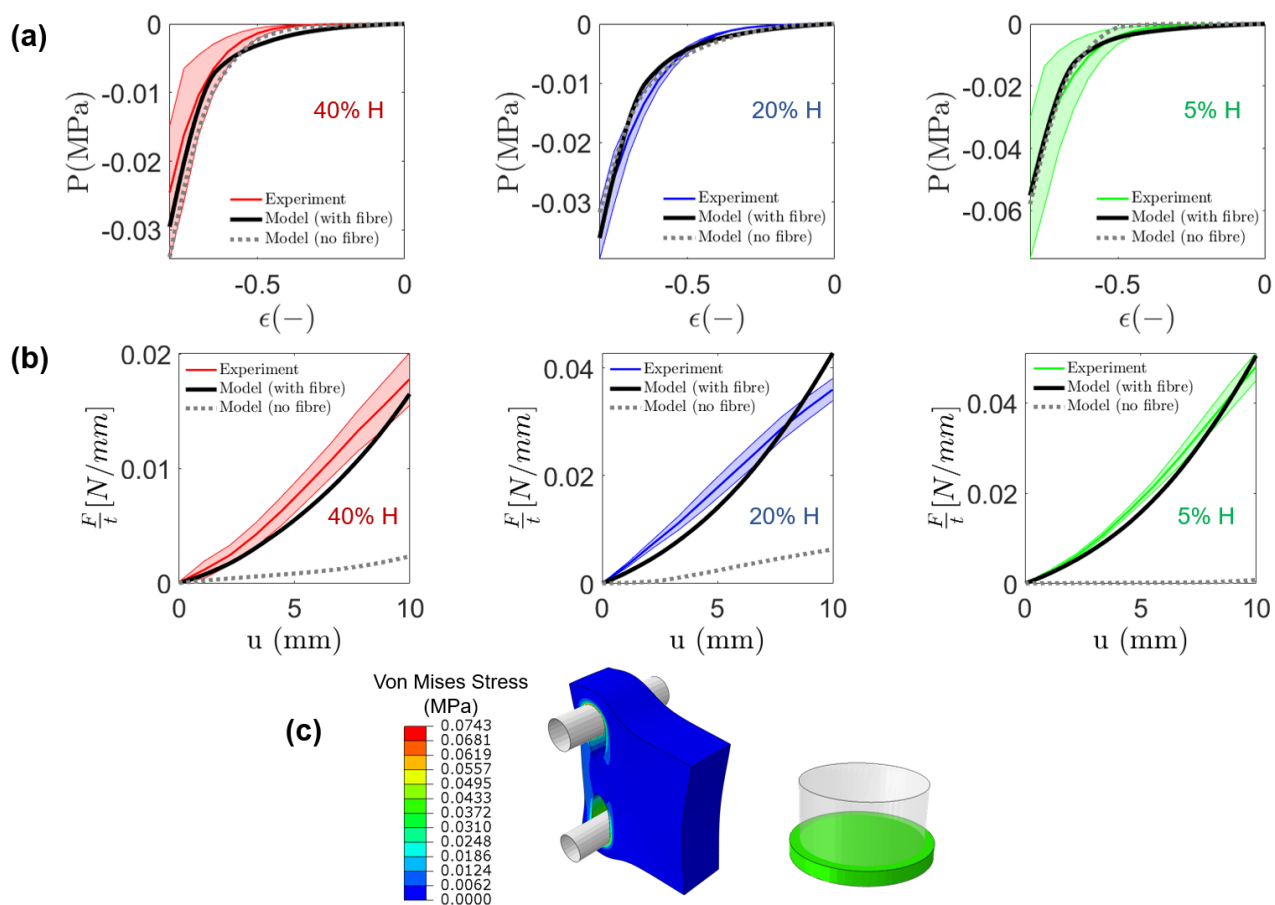 (a)
0
-0.01
-0.02
-0.03
P(MPa)
40% H
Experiment
Model (with fibre)
Model (no fibre)
-0.5
0
ϵ(−)
0
-0.01
-0.02
-0.03
P(MPa)
20% H
Experiment
Model (with fibre)
Model (no fibre)
-0.5
0
ϵ(−)
0
-0.02
-0.04
-0.06
P(MPa)
5% H
Experiment
Model (with fibre)
Model (no fibre)
-0.5
0
ϵ(−)
(b)
0.02
0.01
0
F/t [N/mm]
Experiment
Model (with fibre)
Model (no fibre)
40% H
0
5
10
u (mm)
0.04
0.02
0
F/t [N/mm]
Experiment
Model (with fibre)
Model (no fibre)
20% H
0
5
10
u (mm)
0.04
0.02
0
F/t [N/mm]
Experiment
Model (with fibre)
Model (no fibre)
5% H
0
5
10
u (mm)
(c)
Von Mises Stress
(MPa)
0.0743
0.0681
0.0619
0.0557
0.0495
0.0433
0.0372
0.0310
0.0248
0.0186
0.0124
0.0062
0.0000